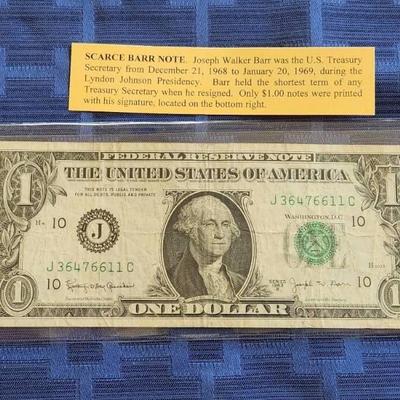 SCARCE BARR NOTE. Joseph Walker Barr was the U.S. Treasury
Secretary from December 21, 1968 to January 20, 1969, during the
Lyndon Johnson Presidency. Barr held the shortest term of any
Treasury Secretary when he resigned. Only $1.00 notes were printed
with his signature, located on the bottom right.
FEDERAL RESERVE NOTE
1 THE UNITED STATES OF AMERICA 1
THIS NOTE IS LEGAL TENDER
FOR ALL DEBTS, PUBLIC AND PRIVATE
J 36476611 C
10 WASHINGTON, D.C. 10
J
ONE
J 36476611 C
10 SERIES 10
1 ONE DOLLAR 1